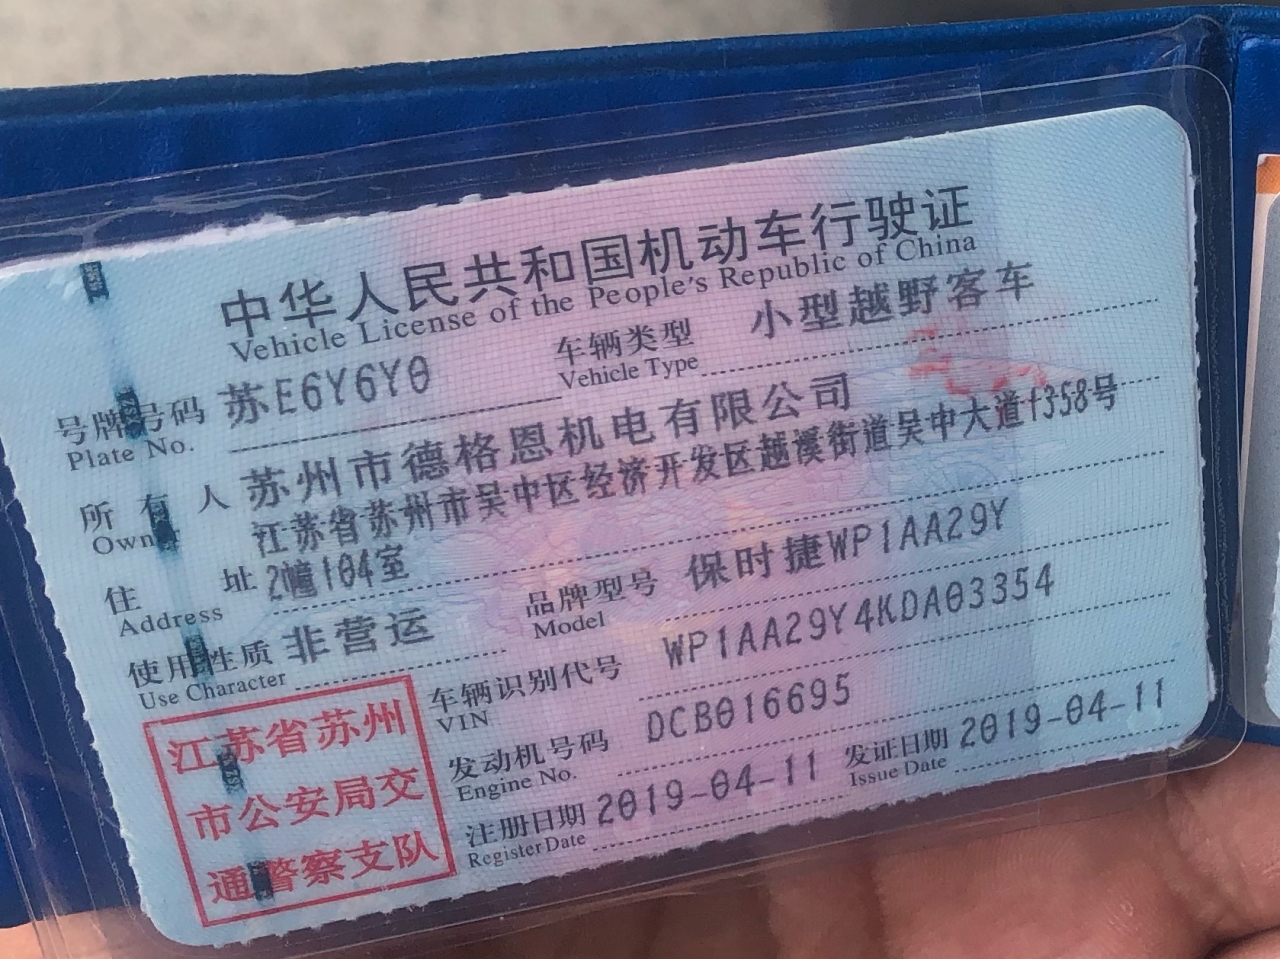 中华人民共和国机动车行驶证
Vehicle License of the People's Republic of China
号牌号码 苏E6Y6Y0 车辆类型 小型越野客车
Plate No. Vehicle Type
所有人 苏州市德格恩机电有限公司
Owner
住址 江苏省苏州市吴中区经济开发区越溪街道吴中大道1358号
2幢104室
Address
使用性质 非营运 品牌型号 保时捷WP1AA29Y
Use Character Model
车辆识别代号 WP1AA29Y4KDA03354
VIN
发动机号码 DCB016695
Engine No.
注册日期 2019-04-11 发证日期 2019-04-11
Register Date Issue Date
江苏省苏州
市公安局交
通警察支队